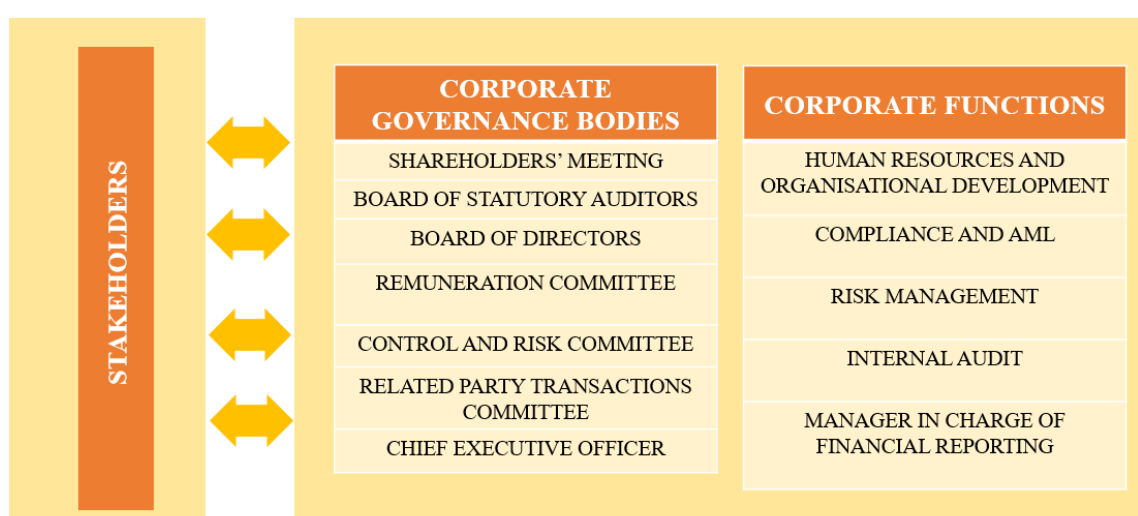 STAKEHOLDERS
CORPORATE
GOVERNANCE BODIES
SHAREHOLDERS’ MEETING
BOARD OF STATUTORY AUDITORS
BOARD OF DIRECTORS
REMUNERATION COMMITTEE
CONTROL AND RISK COMMITTEE
RELATED PARTY TRANSACTIONS
COMMITTEE
CHIEF EXECUTIVE OFFICER
CORPORATE FUNCTIONS
HUMAN RESOURCES AND
ORGANISATIONAL DEVELOPMENT
COMPLIANCE AND AML
RISK MANAGEMENT
INTERNAL AUDIT
MANAGER IN CHARGE OF
FINANCIAL REPORTING